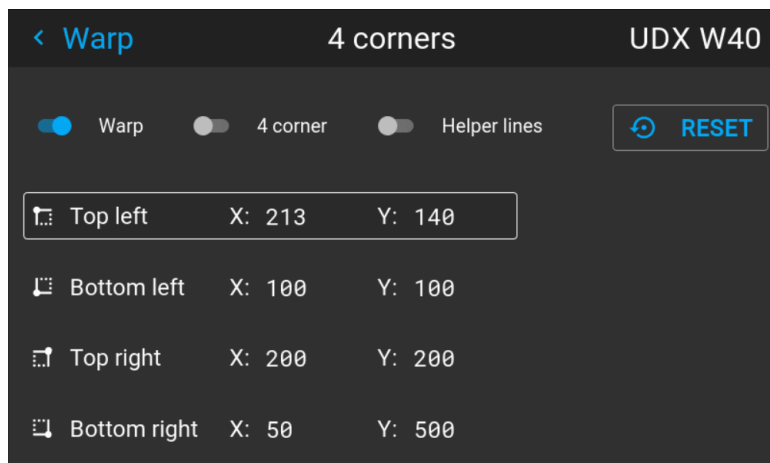 Warp 4 corners UDX W40
Warp 4 corner Helper lines RESET
Top left X: 213 Y: 140
Bottom left X: 100 Y: 100
Top right X: 200 Y: 200
Bottom right X: 50 Y: 500